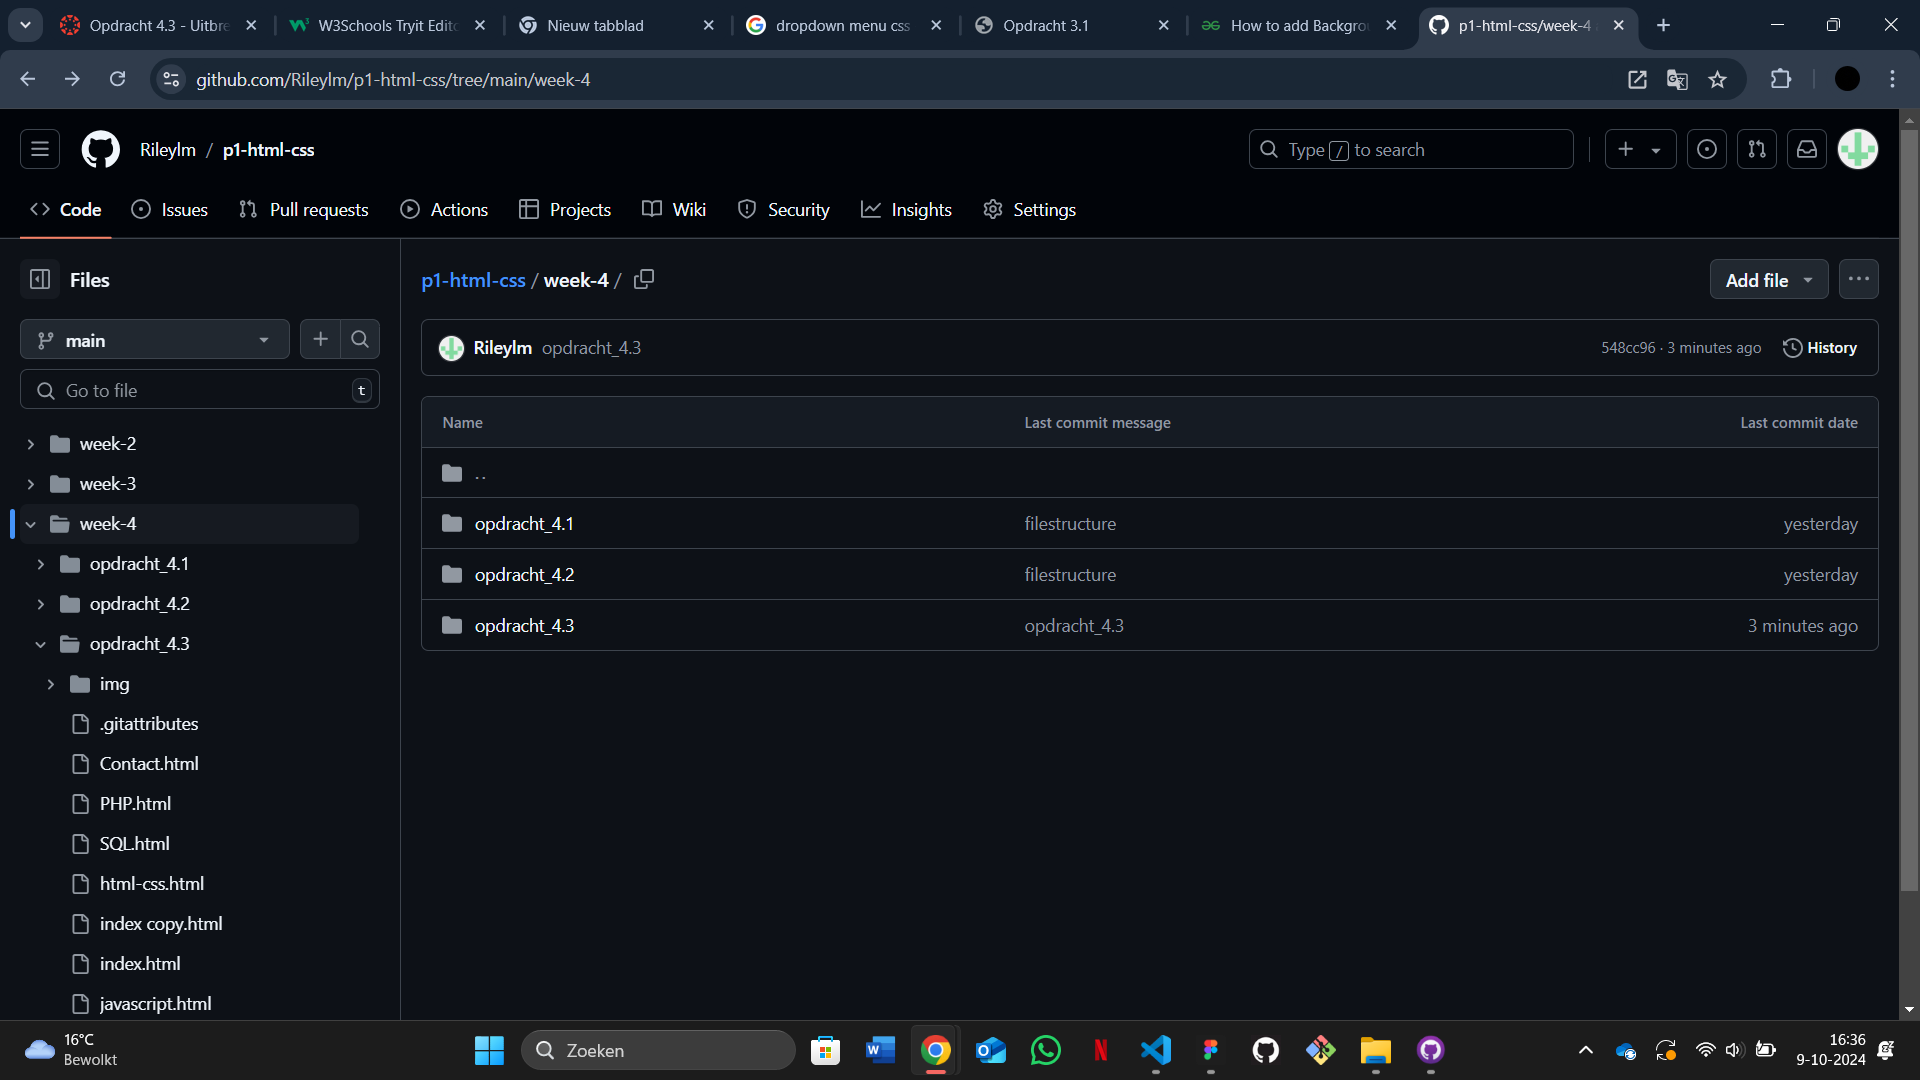 Opdracht 4.3 - Uitbre
W3Schools Tryit Edito
Nieuw tabblad
dropdown menu css
Opdracht 3.1
How to add Backgrou
p1-html-css/week-4
github.com/Rileylm/p1-html-css/tree/main/week-4
Rileylm / p1-html-css
Type / to search
Code
Issues
Pull requests
Actions
Projects
Wiki
Security
Insights
Settings
Files
main
Go to file
t
week-2
week-3
week-4
opdracht_4.1
opdracht_4.2
opdracht_4.3
img
.gitattributes
Contact.html
PHP.html
SQL.html
html-css.html
index copy.html
index.html
javascript.html
p1-html-css / week-4 /
Add file
Rileylm opdracht_4.3
548cc96 · 3 minutes ago
History
Name Last commit message Last commit date
..
opdracht_4.1 filestructure yesterday
opdracht_4.2 filestructure yesterday
opdracht_4.3 opdracht_4.3 3 minutes ago
16°C
Bewolkt
Zoeken
16:36
9-10-2024